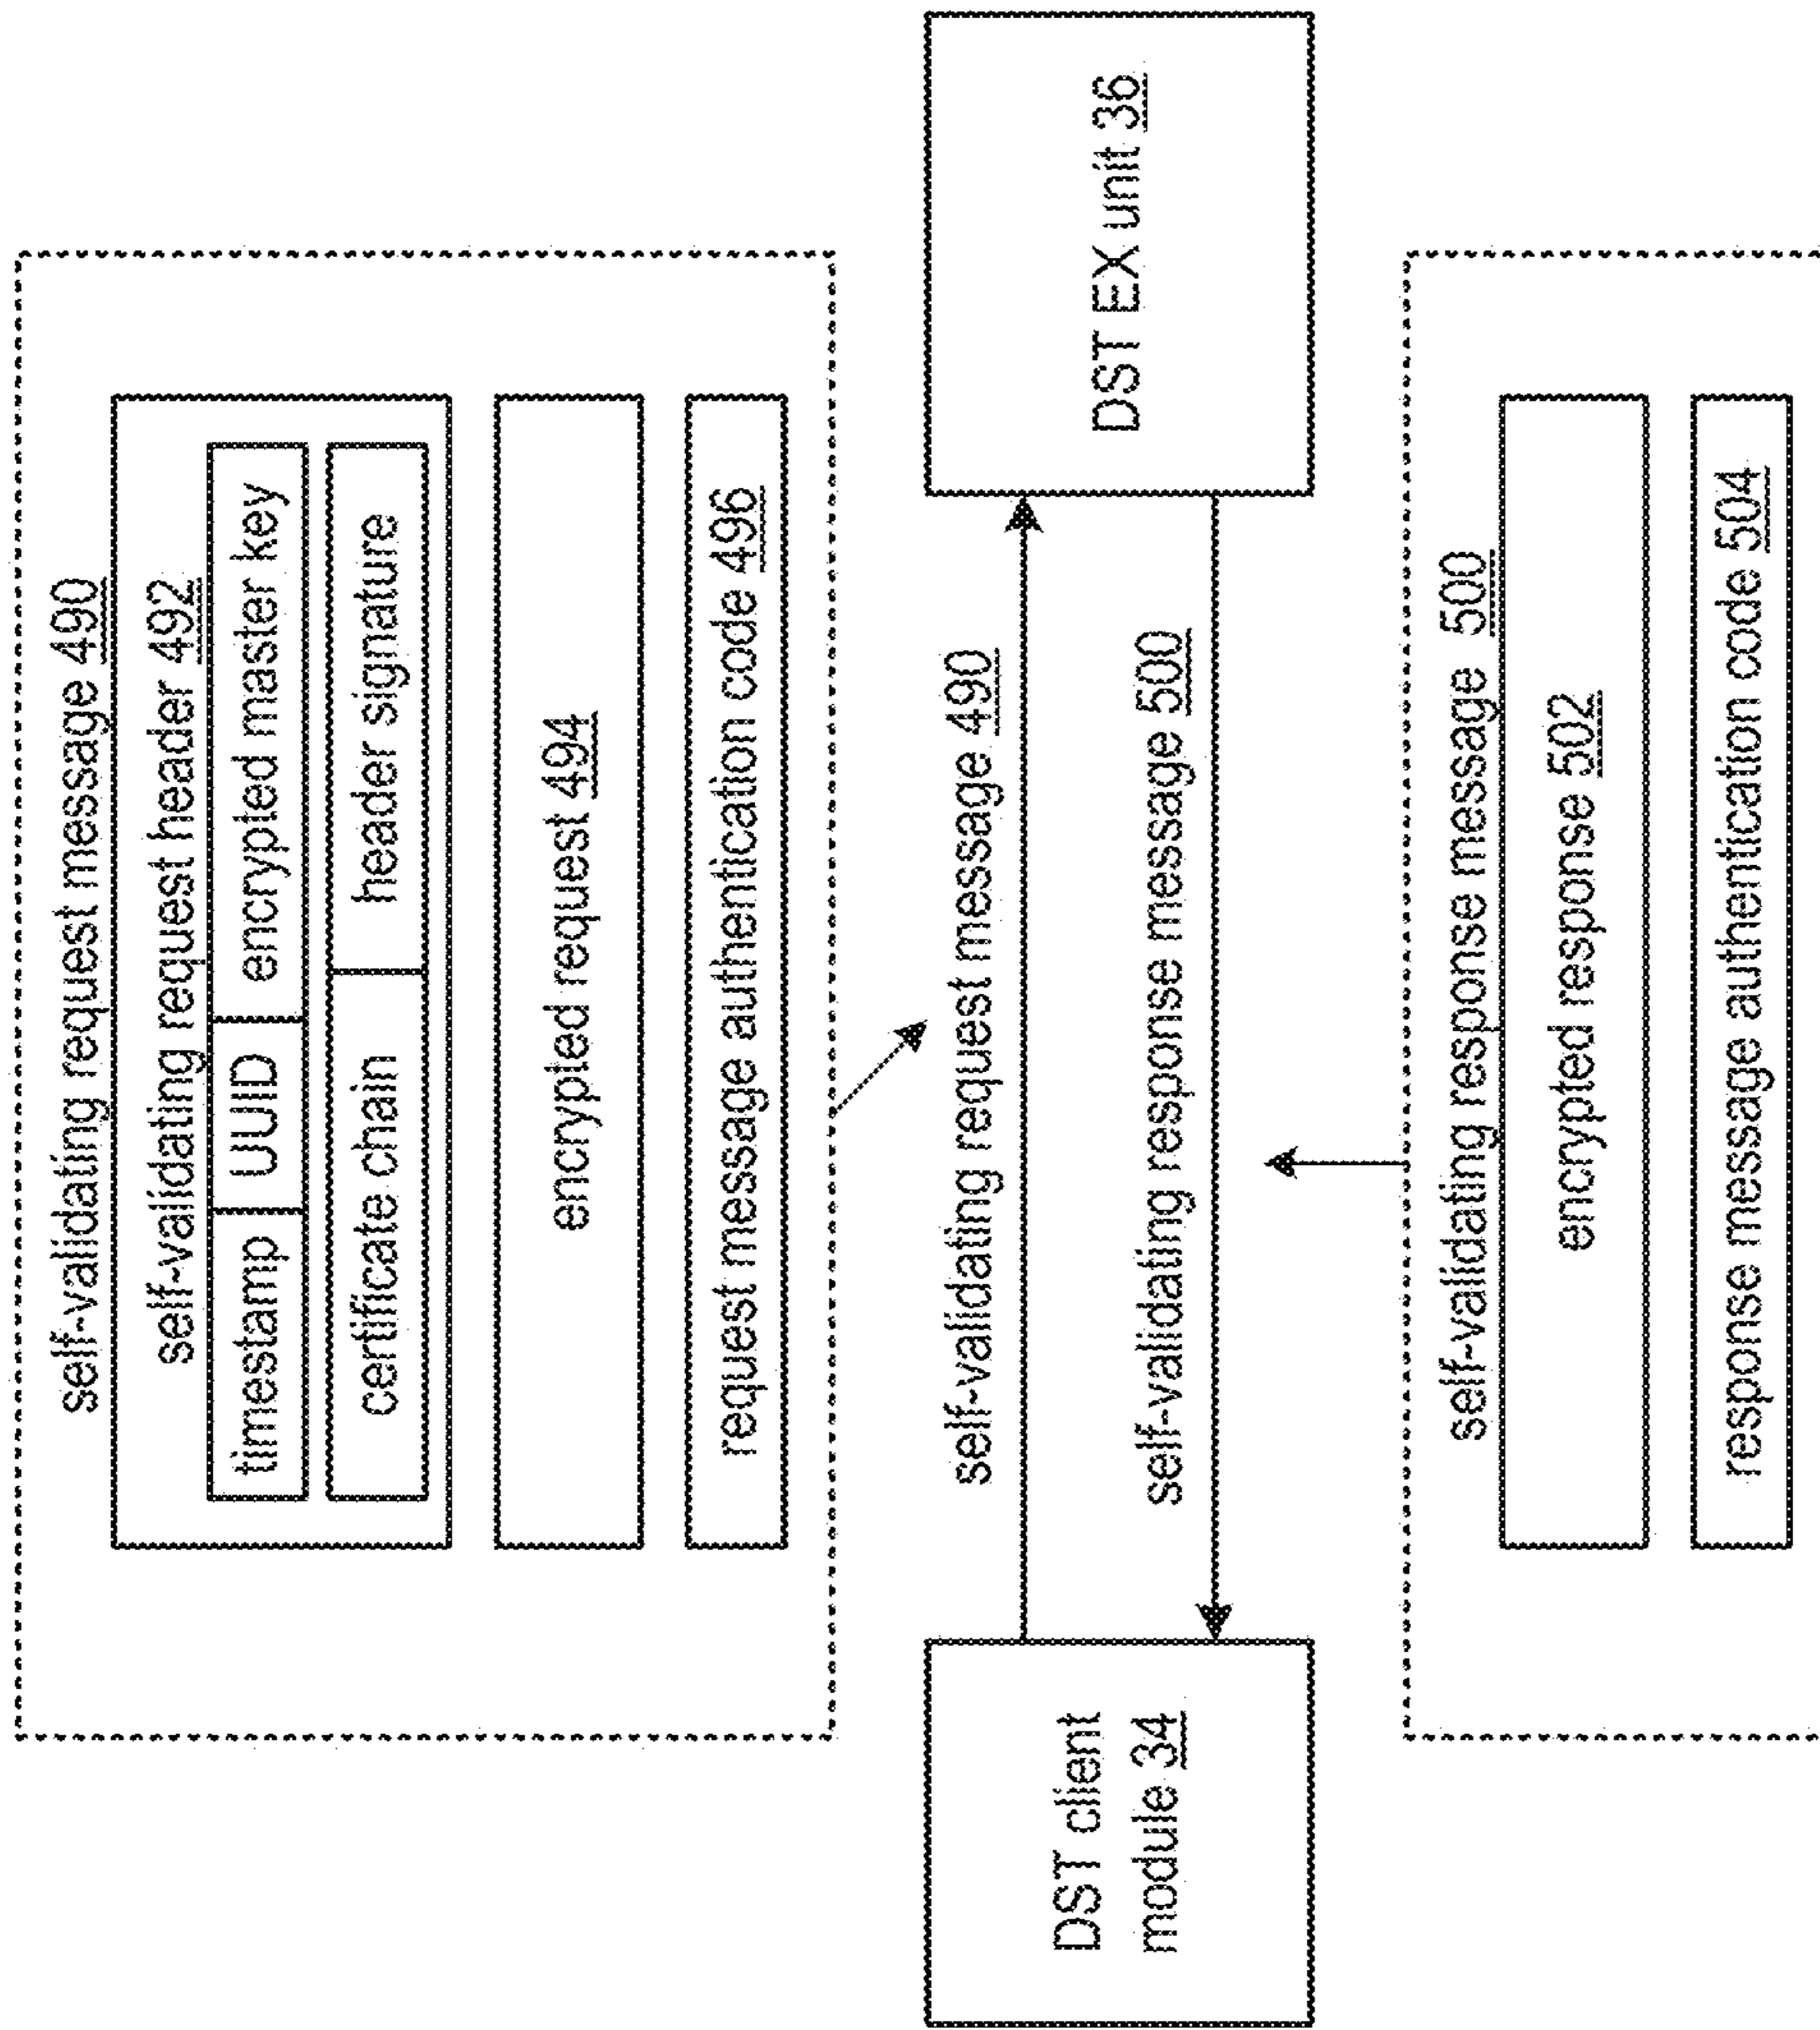 self-validating request message 490
self-validating request header 492
timestamp UUID encrypted master key
certificate chain header signature
encrypted request 494
request message authentication code 496
self-validating request message 490
DST client
module 34
DST EX unit 36
self-validating response message 500
self-validating response message 500
encrypted response 502
response message authentication code 504